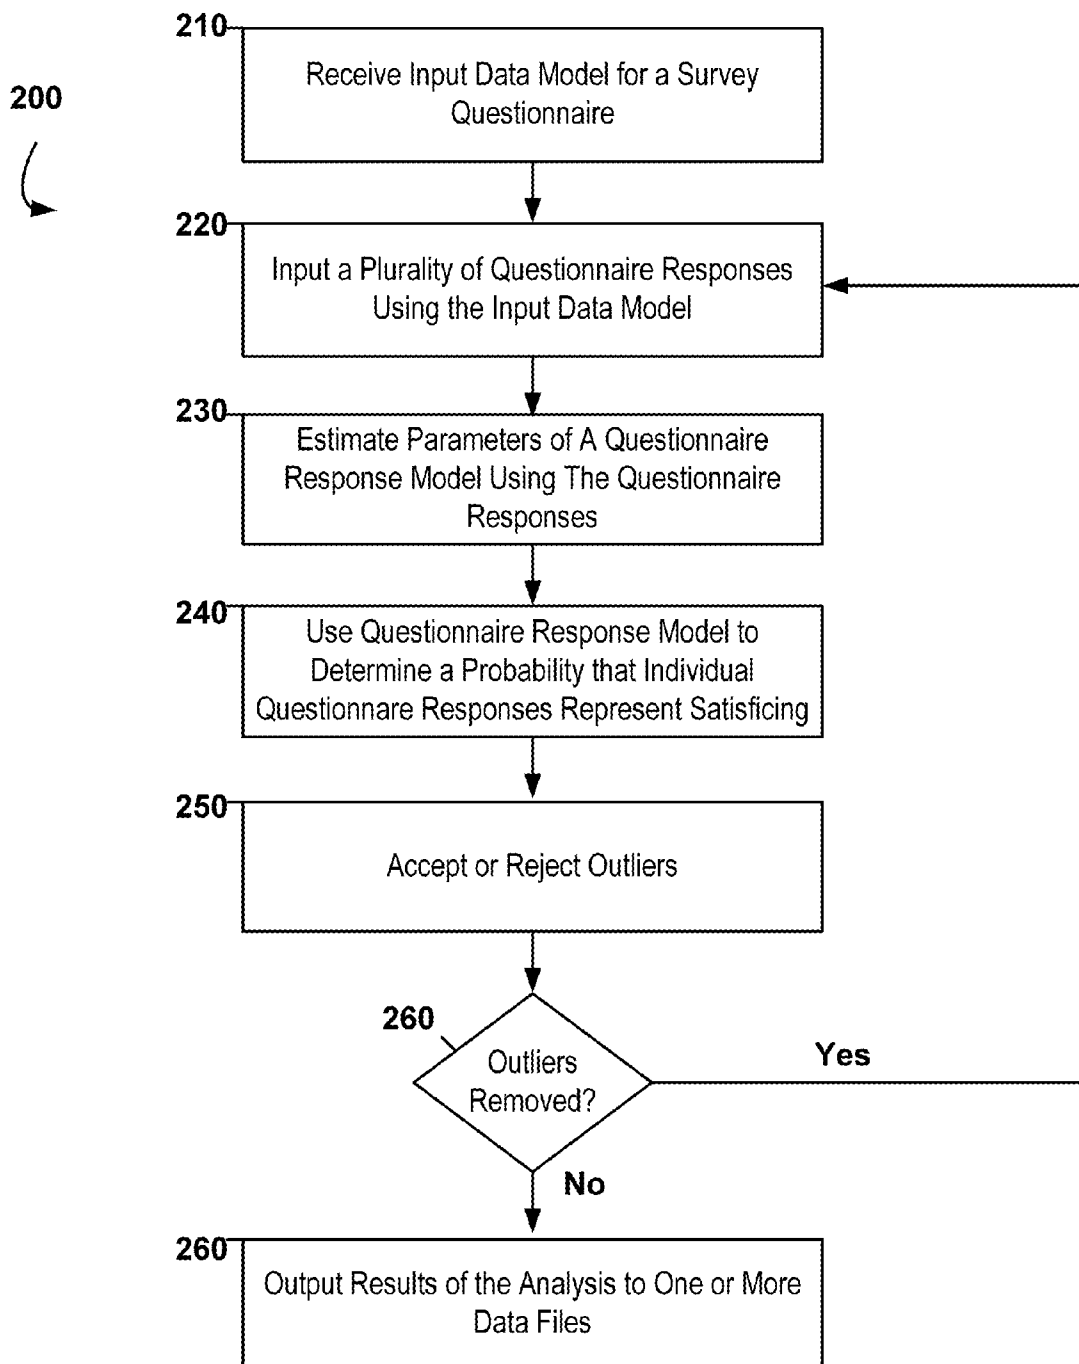 210
Receive Input Data Model for a Survey
Questionnaire
200
220
Input a Plurality of Questionnaire Responses
Using the Input Data Model
230
Estimate Parameters of A Questionnaire
Response Model Using The Questionnaire
Responses
240
Use Questionnaire Response Model to
Determine a Probability that Individual
Questionnare Responses Represent Satisficing
250
Accept or Reject Outliers
260
Outliers
Removed?
Yes
No
260
Output Results of the Analysis to One or More
Data Files